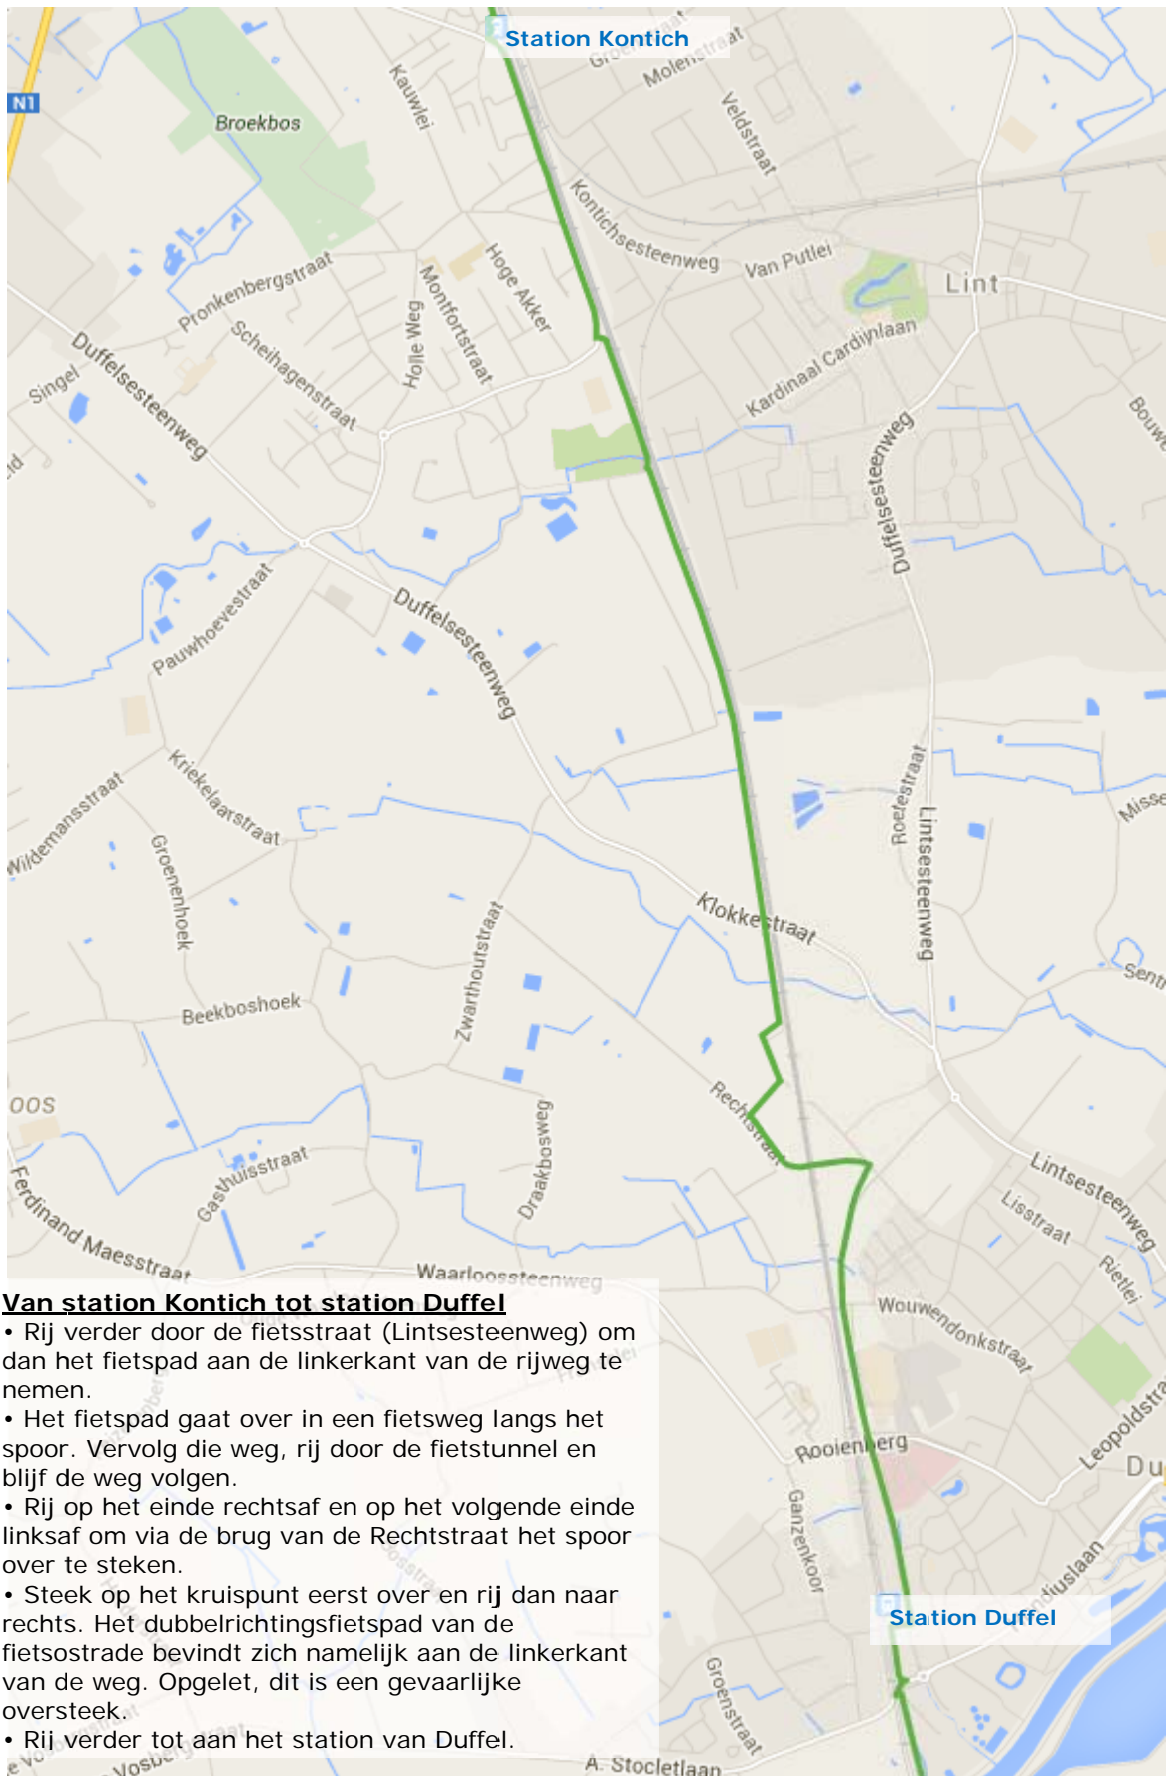 Station Kontich
Molenstraat
Kauwlei
N1
Veldstraat
Broekbos
Kontichsesteenweg
Van Putlei
Hoge Akker
Lint
Pronkenbergstraat
Montfortstraat
Holle Weg
Scheihagenstraat
Kardinaal Cardijnlaan
Duffelsesteenweg
Singel
Duffelsesteenweg
Pauwhoevestraat
Duffelsesteenweg
Kriekelaarstraat
Wildemansstraat
Roetestraat
Lintsesteenweg
Groenenhoek
Klokkestraat
Zwarthoutstraat
Beekboshoek
Rechtstraat
oos
Draakbosweg
Gasthuisstraat
Lintsesteenweg
Lisstraat
Ferdinand Maesstraat
Rietlei
Waarloossteenweg
Wouwendonkstraat
Rooienberg
Leopoldstra
Du
Ganzenkoor
ndiuslaan
Station Duffel
Groenstraat
A. Stocletlaan
Vosbergstraat
Van station Kontich tot station Duffel
• Rij verder door de fietsstraat (Lintsesteenweg) om
dan het fietspad aan de linkerkant van de rijweg te
nemen.
• Het fietspad gaat over in een fietsweg langs het
spoor. Vervolg die weg, rij door de fietstunnel en
blijf de weg volgen.
• Rij op het einde rechtsaf en op het volgende einde
linksaf om via de brug van de Rechtstraat het spoor
over te steken.
• Steek op het kruispunt eerst over en rij dan naar
rechts. Het dubbelrichtingsfietspad van de
fietsostrade bevindt zich namelijk aan de linkerkant
van de weg. Opgelet, dit is een gevaarlijke
oversteek.
• Rij verder tot aan het station van Duffel.